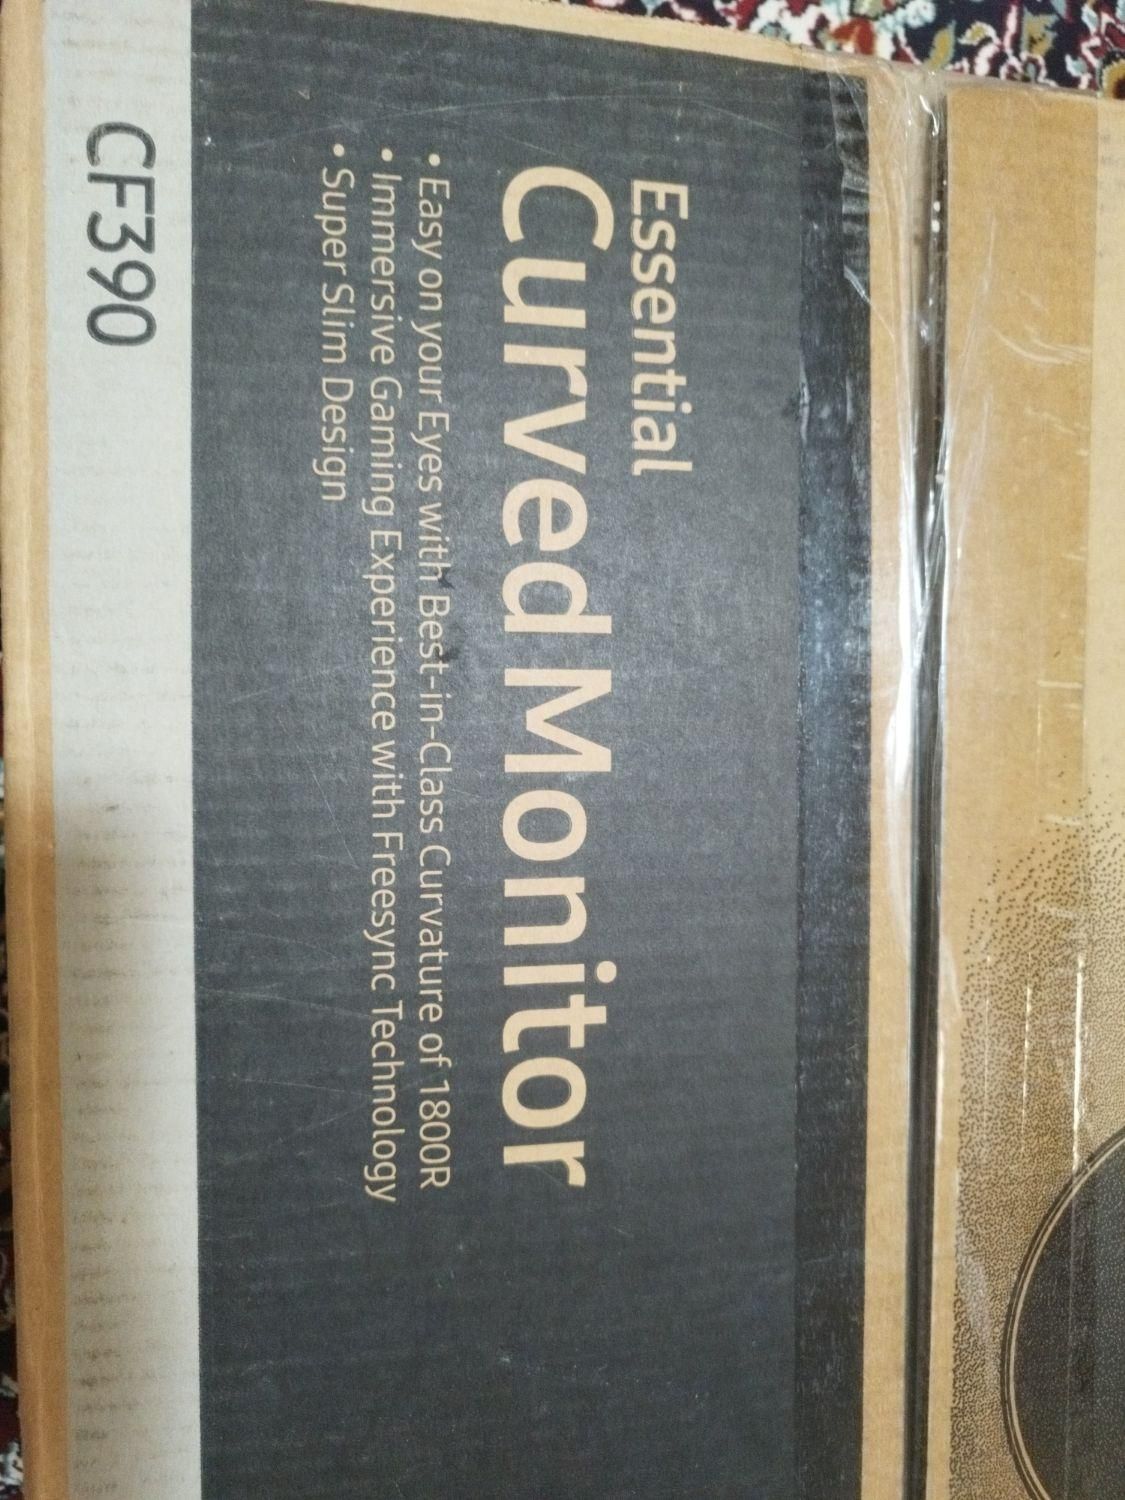 Essential
Curved Monitor
• Easy on your Eyes with Best-in-Class Curvature of 1800R
• Immersive Gaming Experience with Freesync Technology
• Super Slim Design
CF390